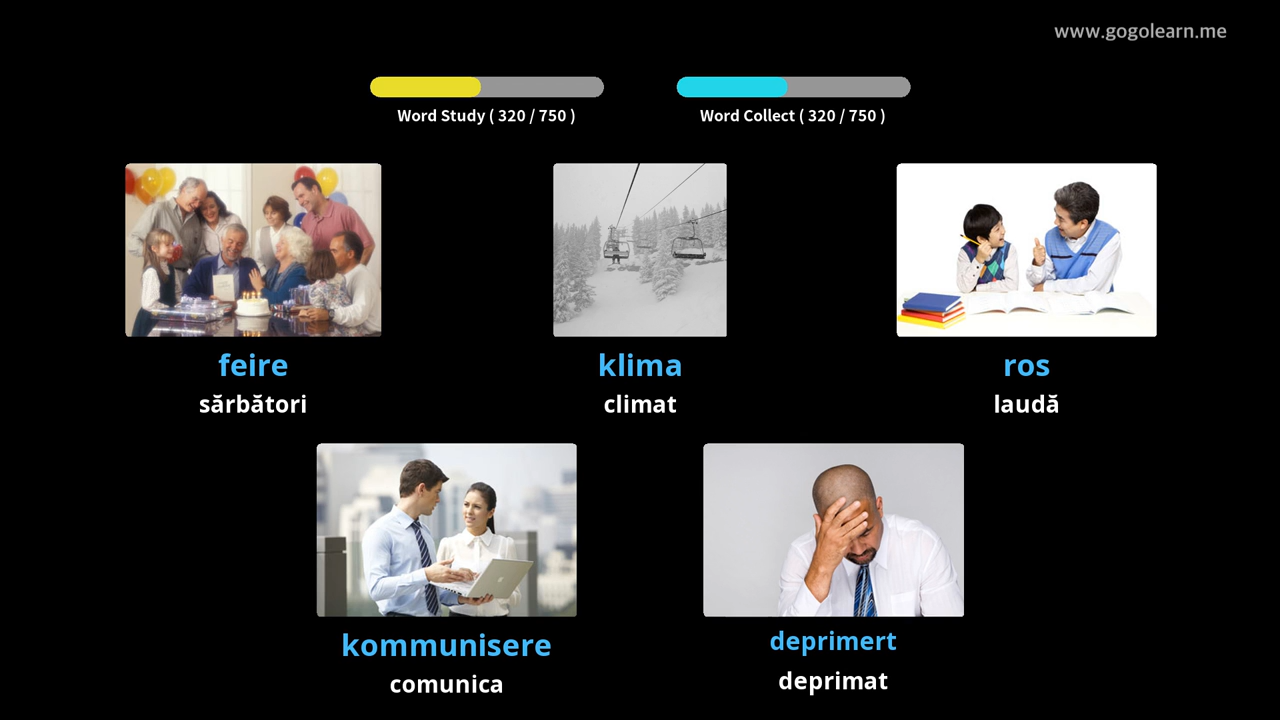 www.gogolearn.me
Word Study ( 320 / 750 )
Word Collect ( 320 / 750 )
feire
sărbători
klima
climat
ros
laudă
kommunisere
comunica
deprimert
deprimat